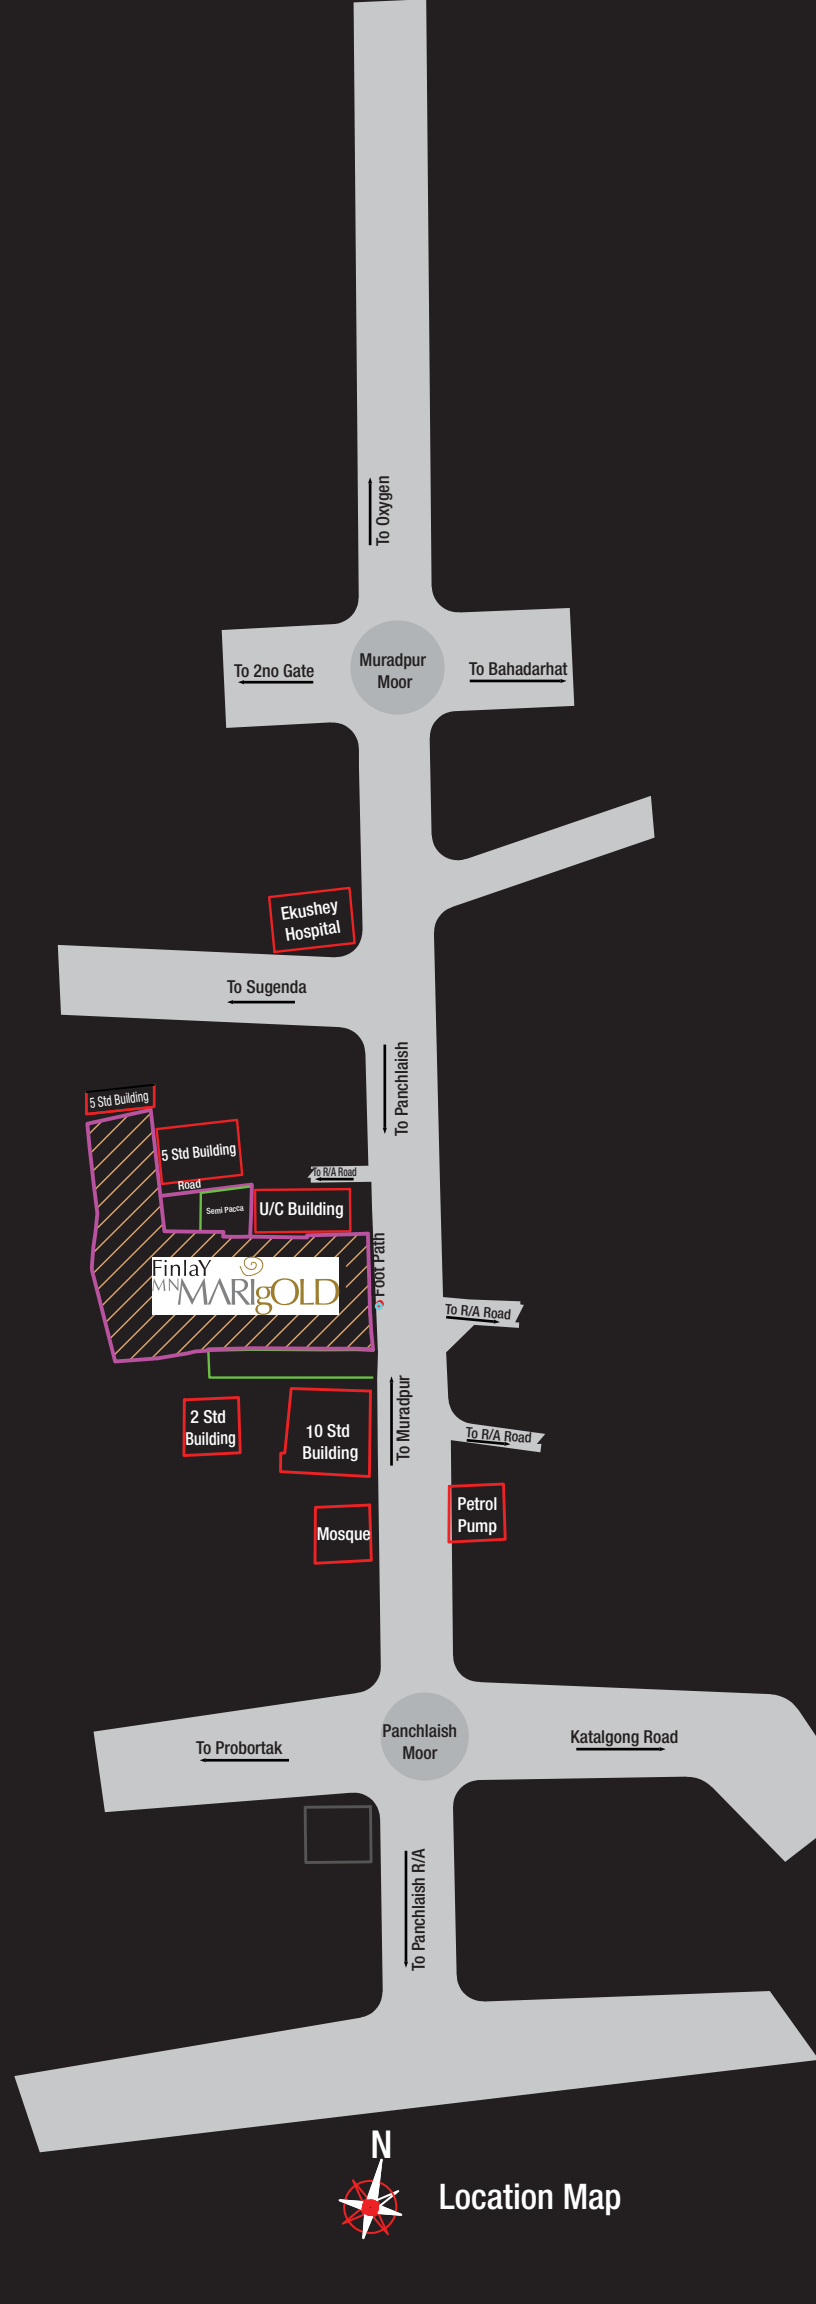 To Oxygen
Muradpur
Moor
To 2no Gate
To Bahadarhat
Ekushey
Hospital
To Sugenda
To Panchlaish
5 Std Building
5 Std Building
To R/A Road
Road
Semi Pacca
U/C Building
Foot Path
FinlaY
MN MARIgOLD
To R/A Road
To Muradpur
2 Std
Building
10 Std
Building
To R/A Road
Petrol
Pump
Mosque
Panchlaish
Moor
To Probortak
Katalgong Road
To Panchlaish R/A
N
Location Map